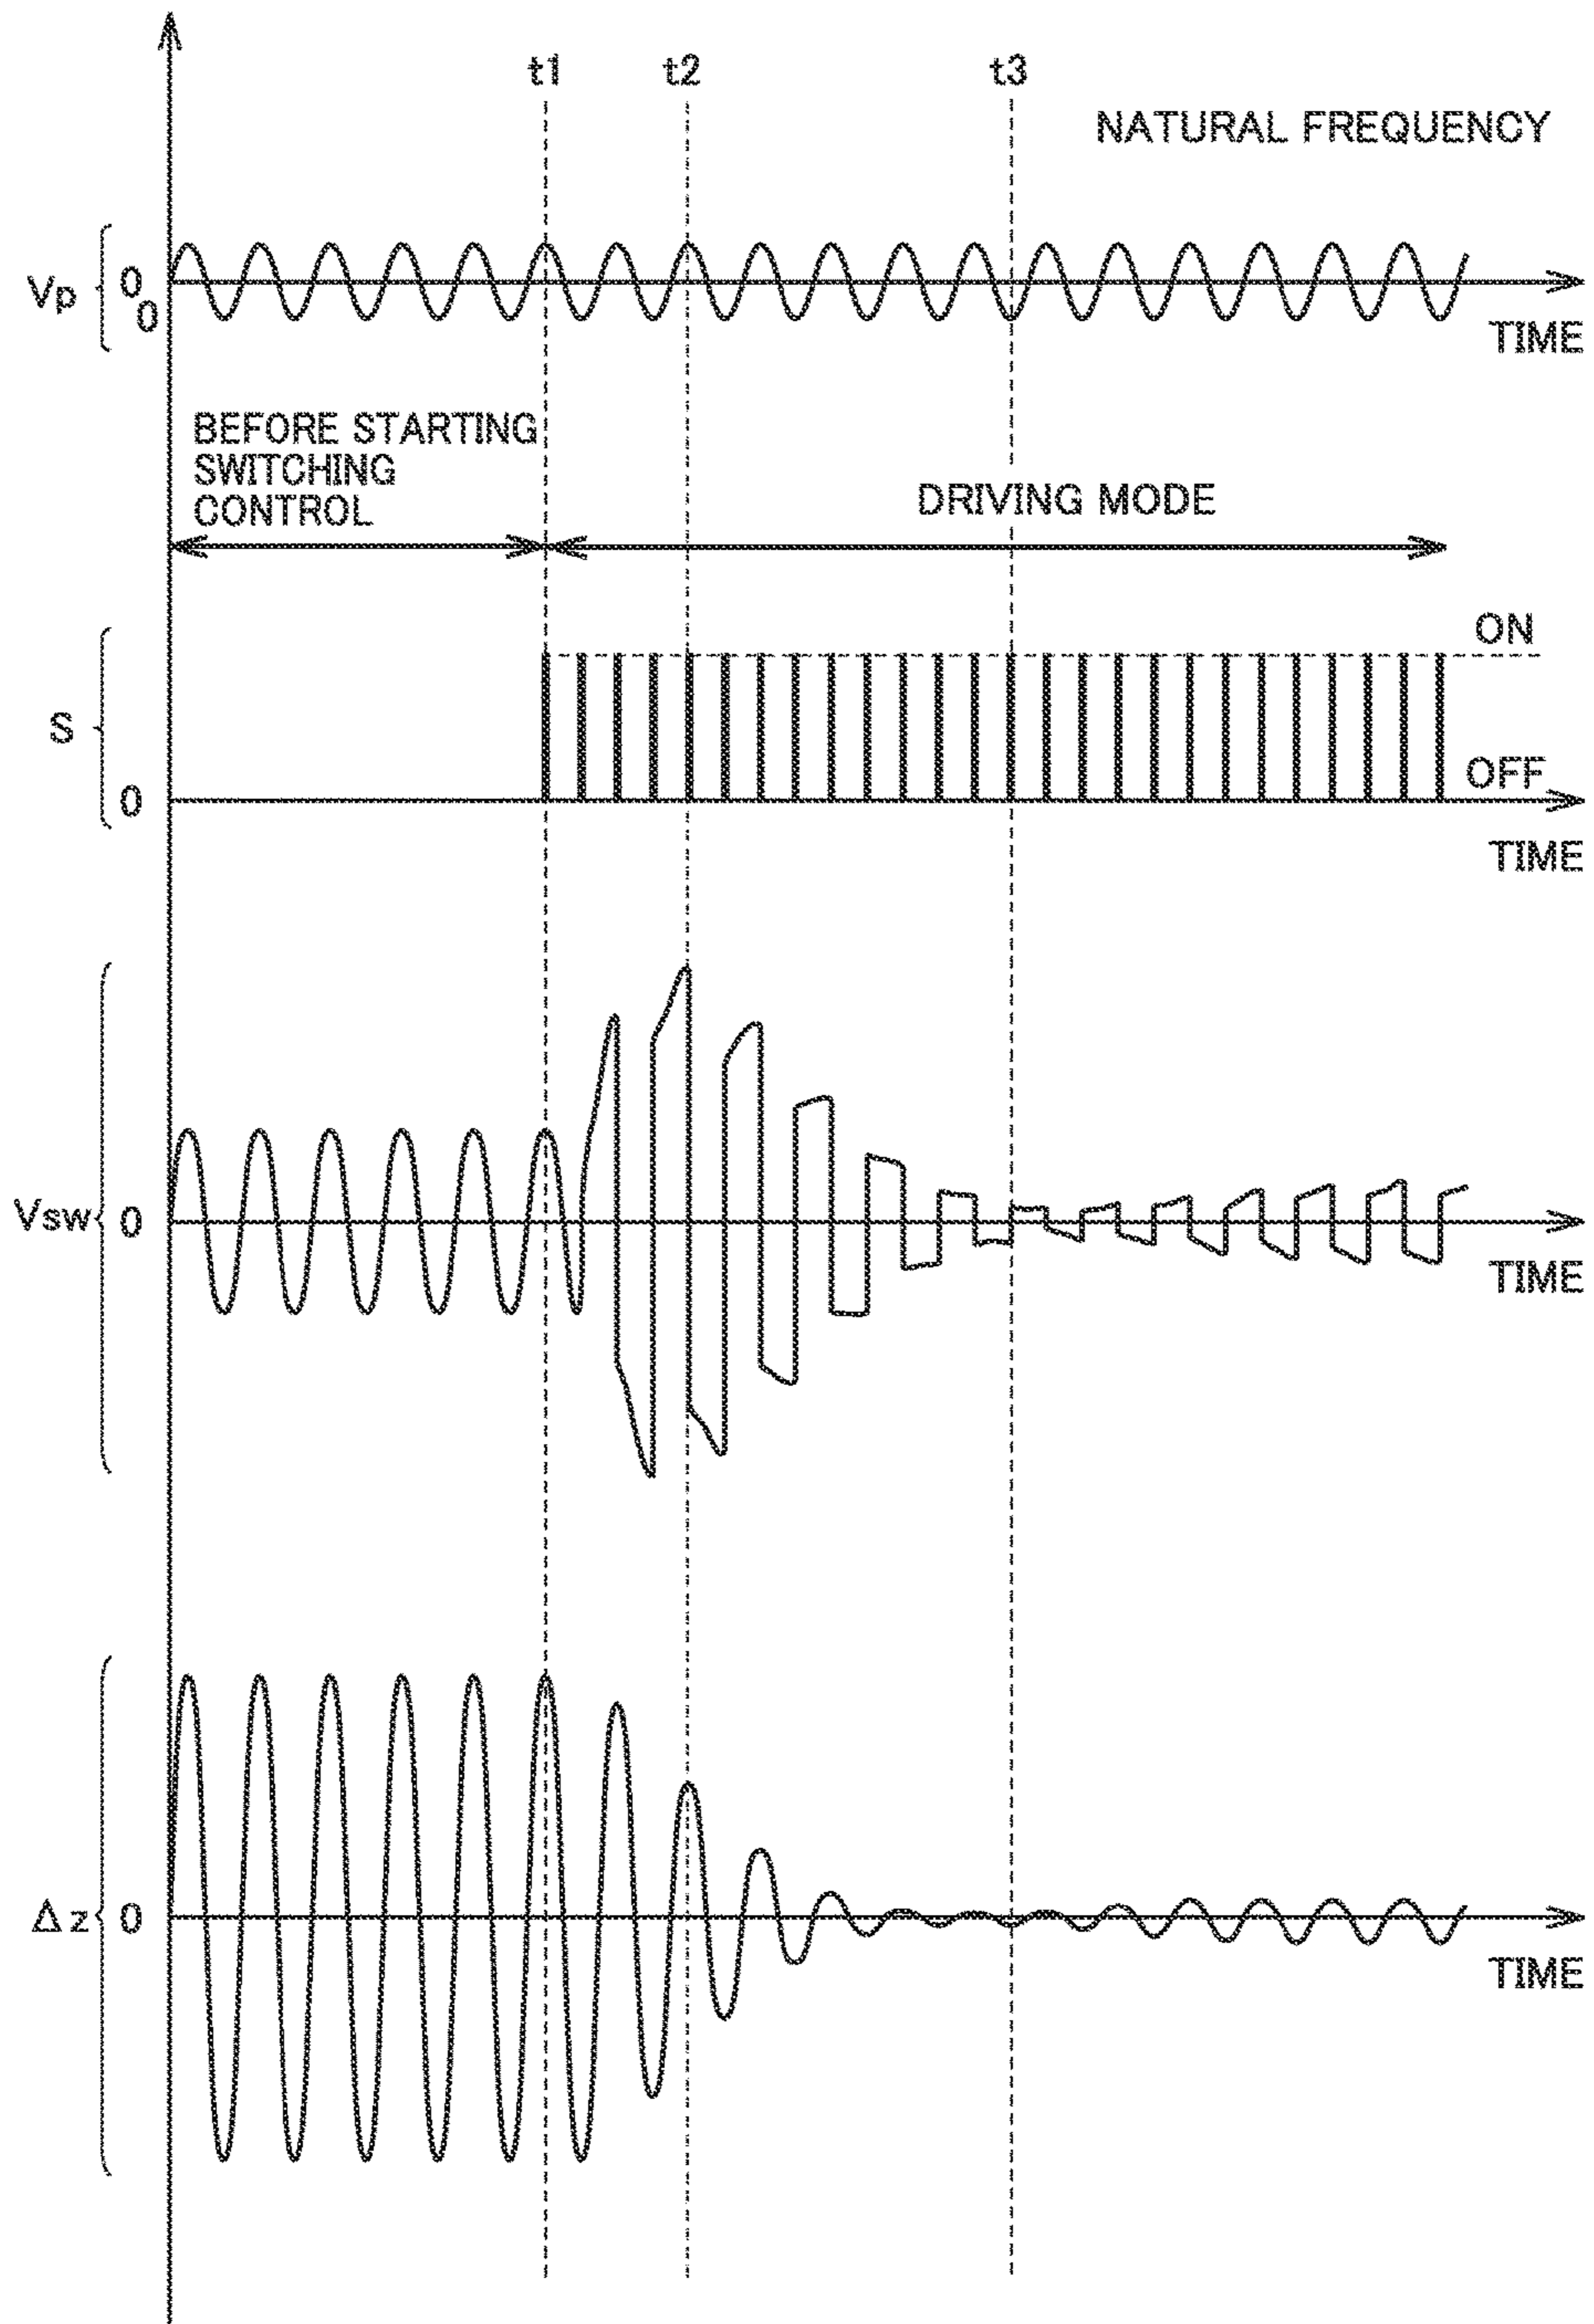 t1 t2 t3
NATURAL FREQUENCY
Vp 0
0
TIME
BEFORE STARTING
SWITCHING
CONTROL
DRIVING MODE
ON
S
OFF
0
TIME
Vsw 0
TIME
Δz 0
TIME